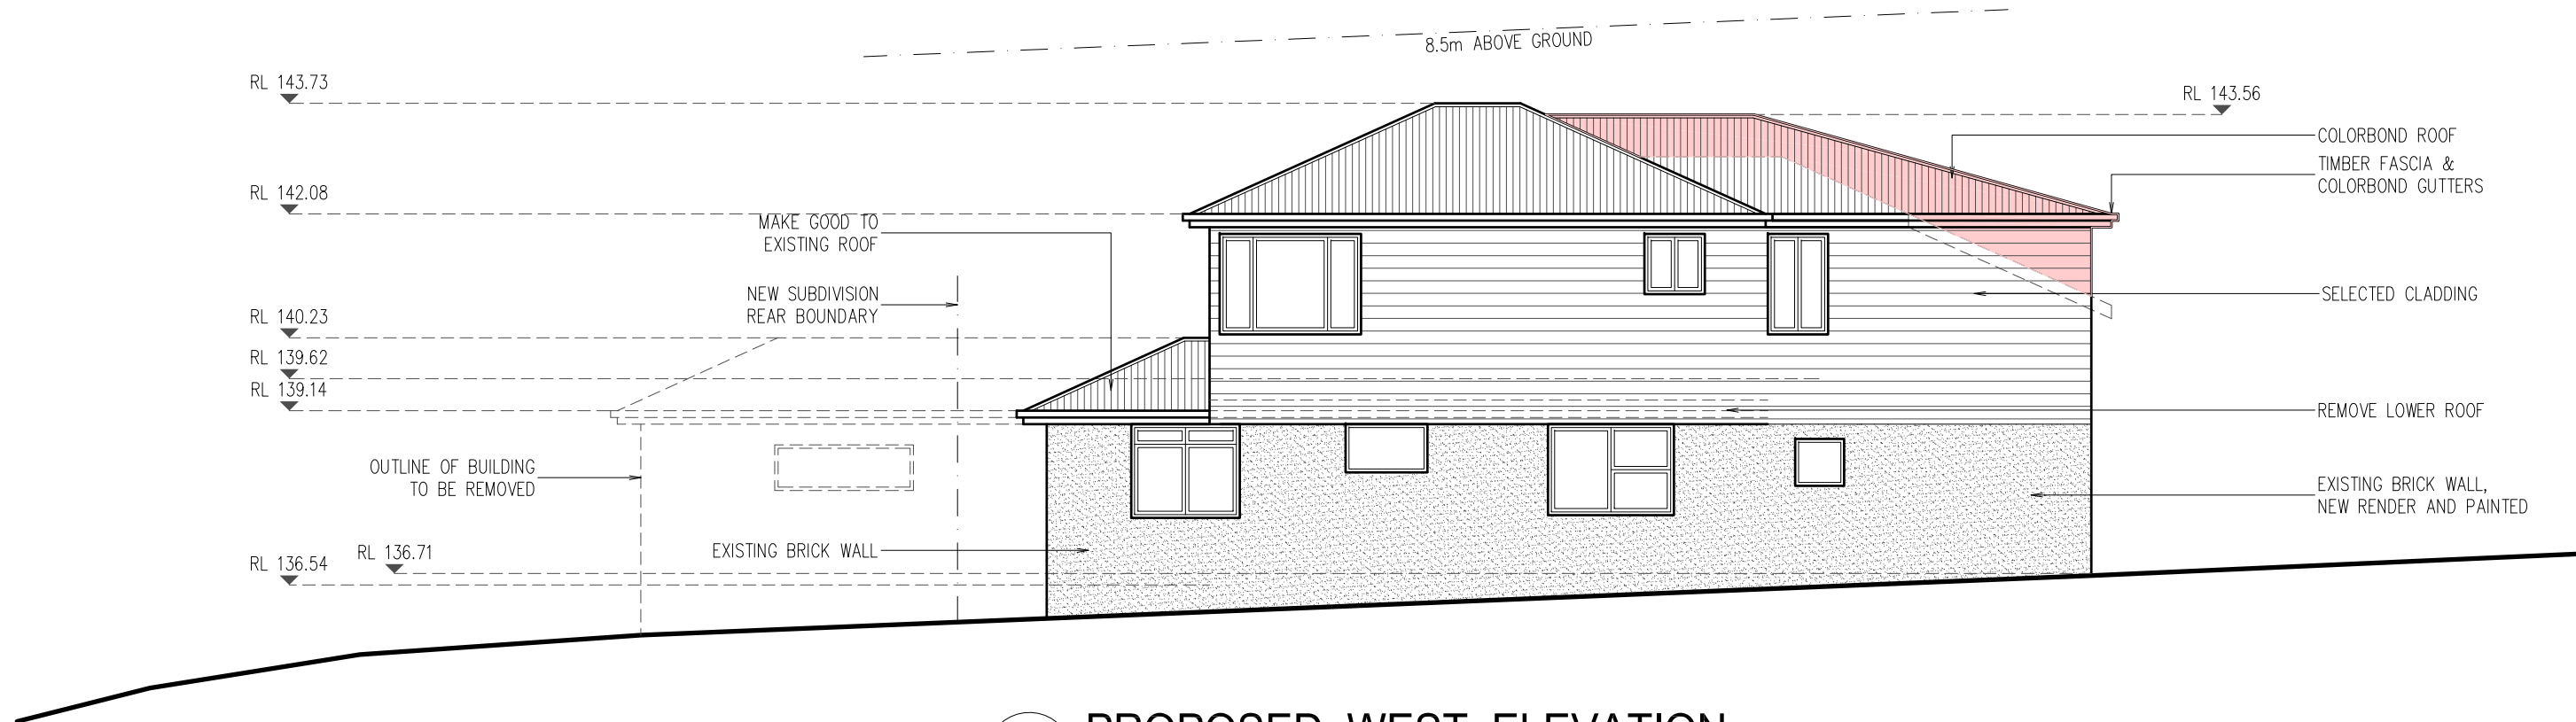 8.5m ABOVE GROUND
RL 143.73
RL 143.56
COLORBOND ROOF
TIMBER FASCIA &
COLORBOND GUTTERS
RL 142.08
MAKE GOOD TO
EXISTING ROOF
NEW SUBDIVISION
REAR BOUNDARY
SELECTED CLADDING
RL 140.23
RL 139.62
RL 139.14
REMOVE LOWER ROOF
OUTLINE OF BUILDING
TO BE REMOVED
EXISTING BRICK WALL,
NEW RENDER AND PAINTED
EXISTING BRICK WALL
RL 136.71
RL 136.54
PROPOSED WEST ELEVATION